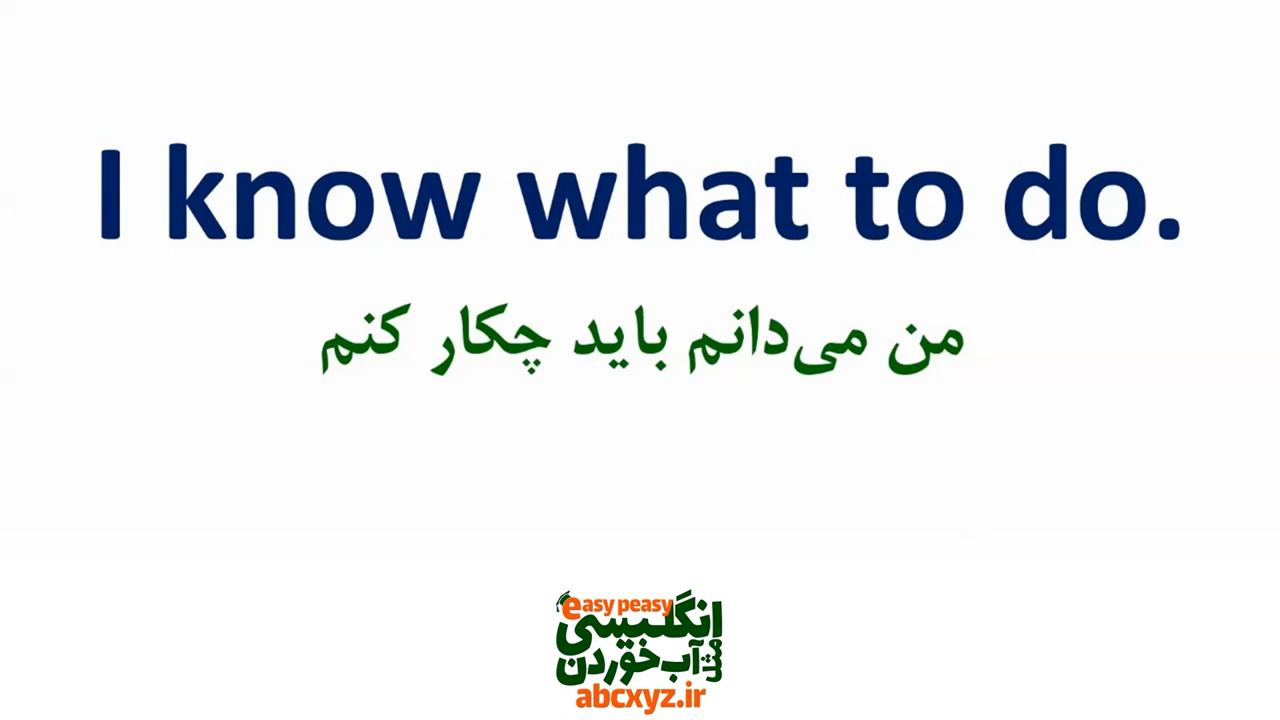 I know what to do.
من می‌دانم باید چکار کنم
easy peasy
انگلیسی
مثل
آب خوردن
abcxyz.ir